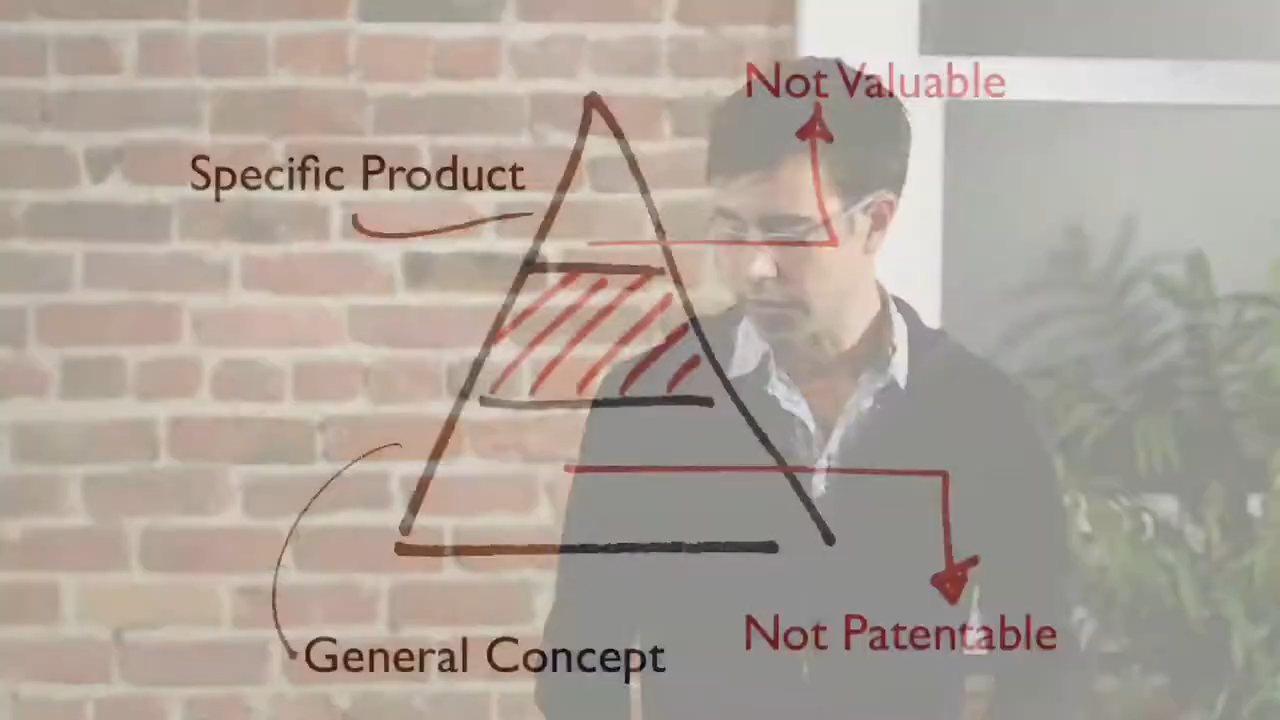 Not Valuable
Specific Product
General Concept
Not Patentable